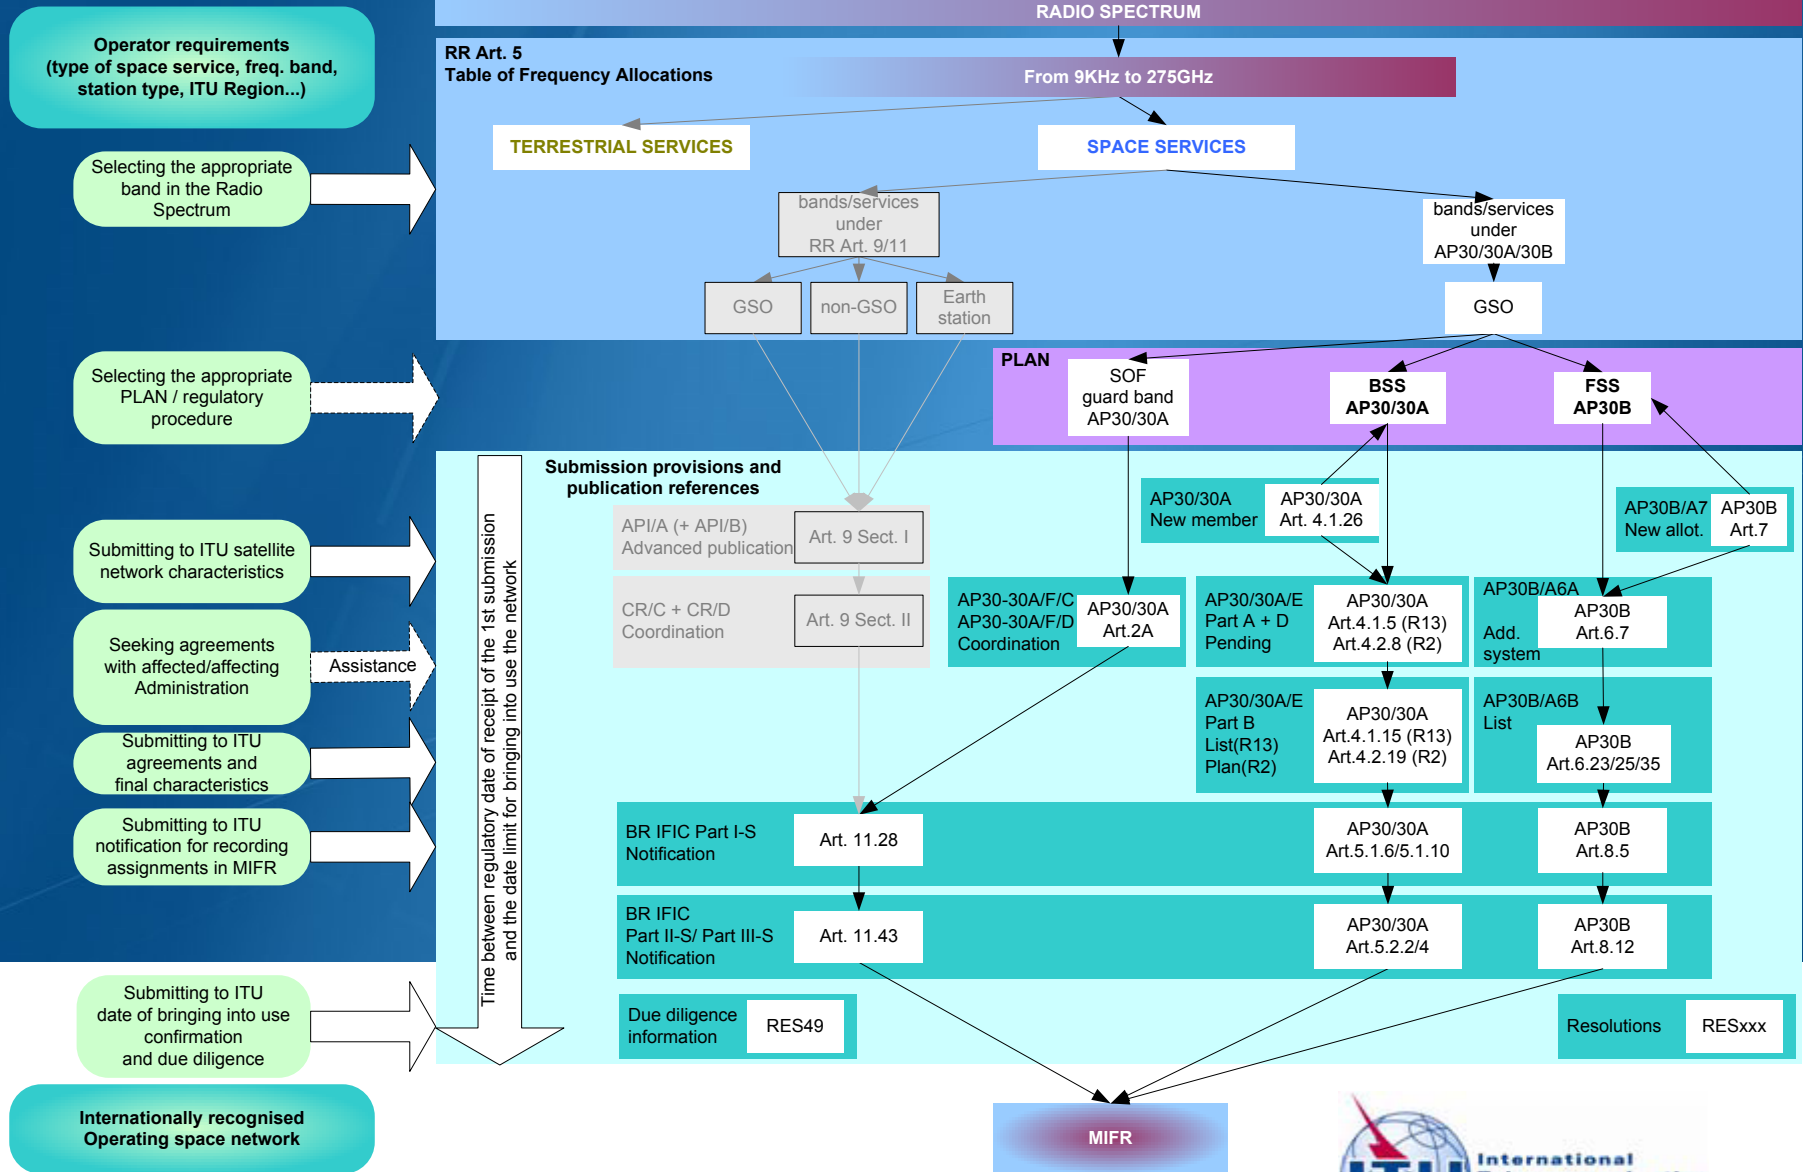 RADIO SPECTRUM
Operator requirements
(type of space service, freq. band,
station type, ITU Region...)
RR Art. 5
Table of Frequency Allocations
From 9KHz to 275GHz
TERRESTRIAL SERVICES
SPACE SERVICES
Selecting the appropriate
band in the Radio
Spectrum
bands/services
under
RR Art. 9/11
bands/services
under
AP30/30A/30B
GSO
non-GSO
Earth
station
GSO
Selecting the appropriate
PLAN / regulatory
procedure
PLAN
SOF
guard band
AP30/30A
BSS
AP30/30A
FSS
AP30B
Time between regulatory date of receipt of the 1st submission
and the date limit for bringing into use the network
Submission provisions and
publication references
AP30/30A
New member
AP30/30A
Art. 4.1.26
AP30B/A7
New allot.
AP30B
Art.7
Submitting to ITU satellite
network characteristics
API/A (+ API/B)
Advanced publication
Art. 9 Sect. I
CR/C + CR/D
Coordination
Art. 9 Sect. II
AP30-30A/F/C
AP30-30A/F/D
Coordination
AP30/30A
Art.2A
AP30/30A/E
Part A + D
Pending
AP30/30A
Art.4.1.5 (R13)
Art.4.2.8 (R2)
AP30B/A6A
Add.
system
AP30B
Art.6.7
Seeking agreements
with affected/affecting
Administration
Assistance
AP30/30A/E
Part B
List(R13)
Plan(R2)
AP30/30A
Art.4.1.15 (R13)
Art.4.2.19 (R2)
AP30B/A6B
List
AP30B
Art.6.23/25/35
Submitting to ITU
agreements and
final characteristics
Submitting to ITU
notification for recording
assignments in MIFR
BR IFIC Part I-S
Notification
Art. 11.28
AP30/30A
Art.5.1.6/5.1.10
AP30B
Art.8.5
BR IFIC
Part II-S/ Part III-S
Notification
Art. 11.43
AP30/30A
Art.5.2.2/4
AP30B
Art.8.12
Submitting to ITU
date of bringing into use
confirmation
and due diligence
Due diligence
information
RES49
Resolutions
RESxxx
Internationally recognised
Operating space network
MIFR
ITU
International